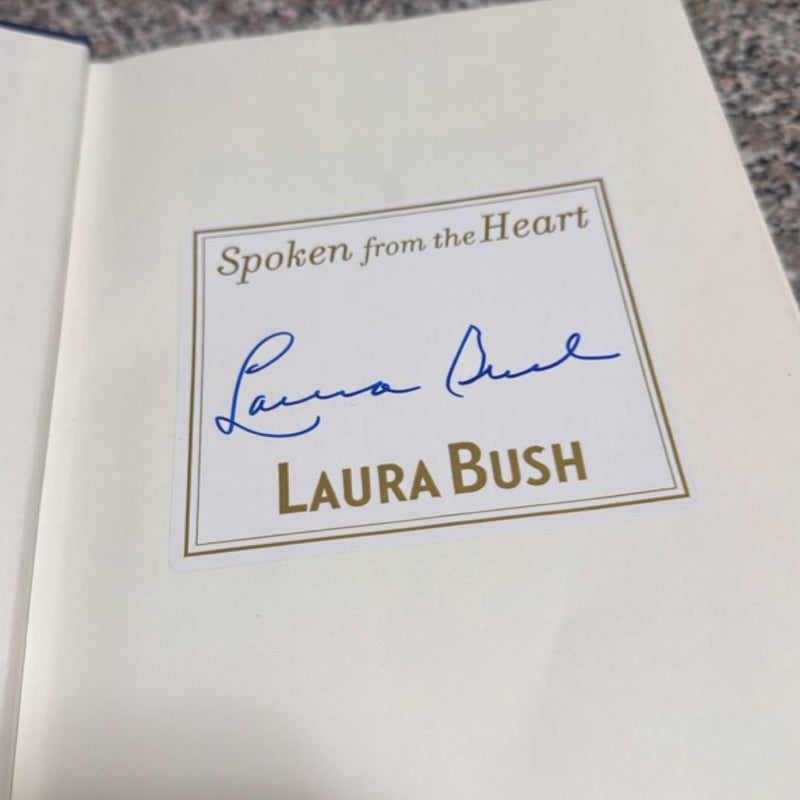 Spoken from the Heart
Laura Bush
LAURA BUSH